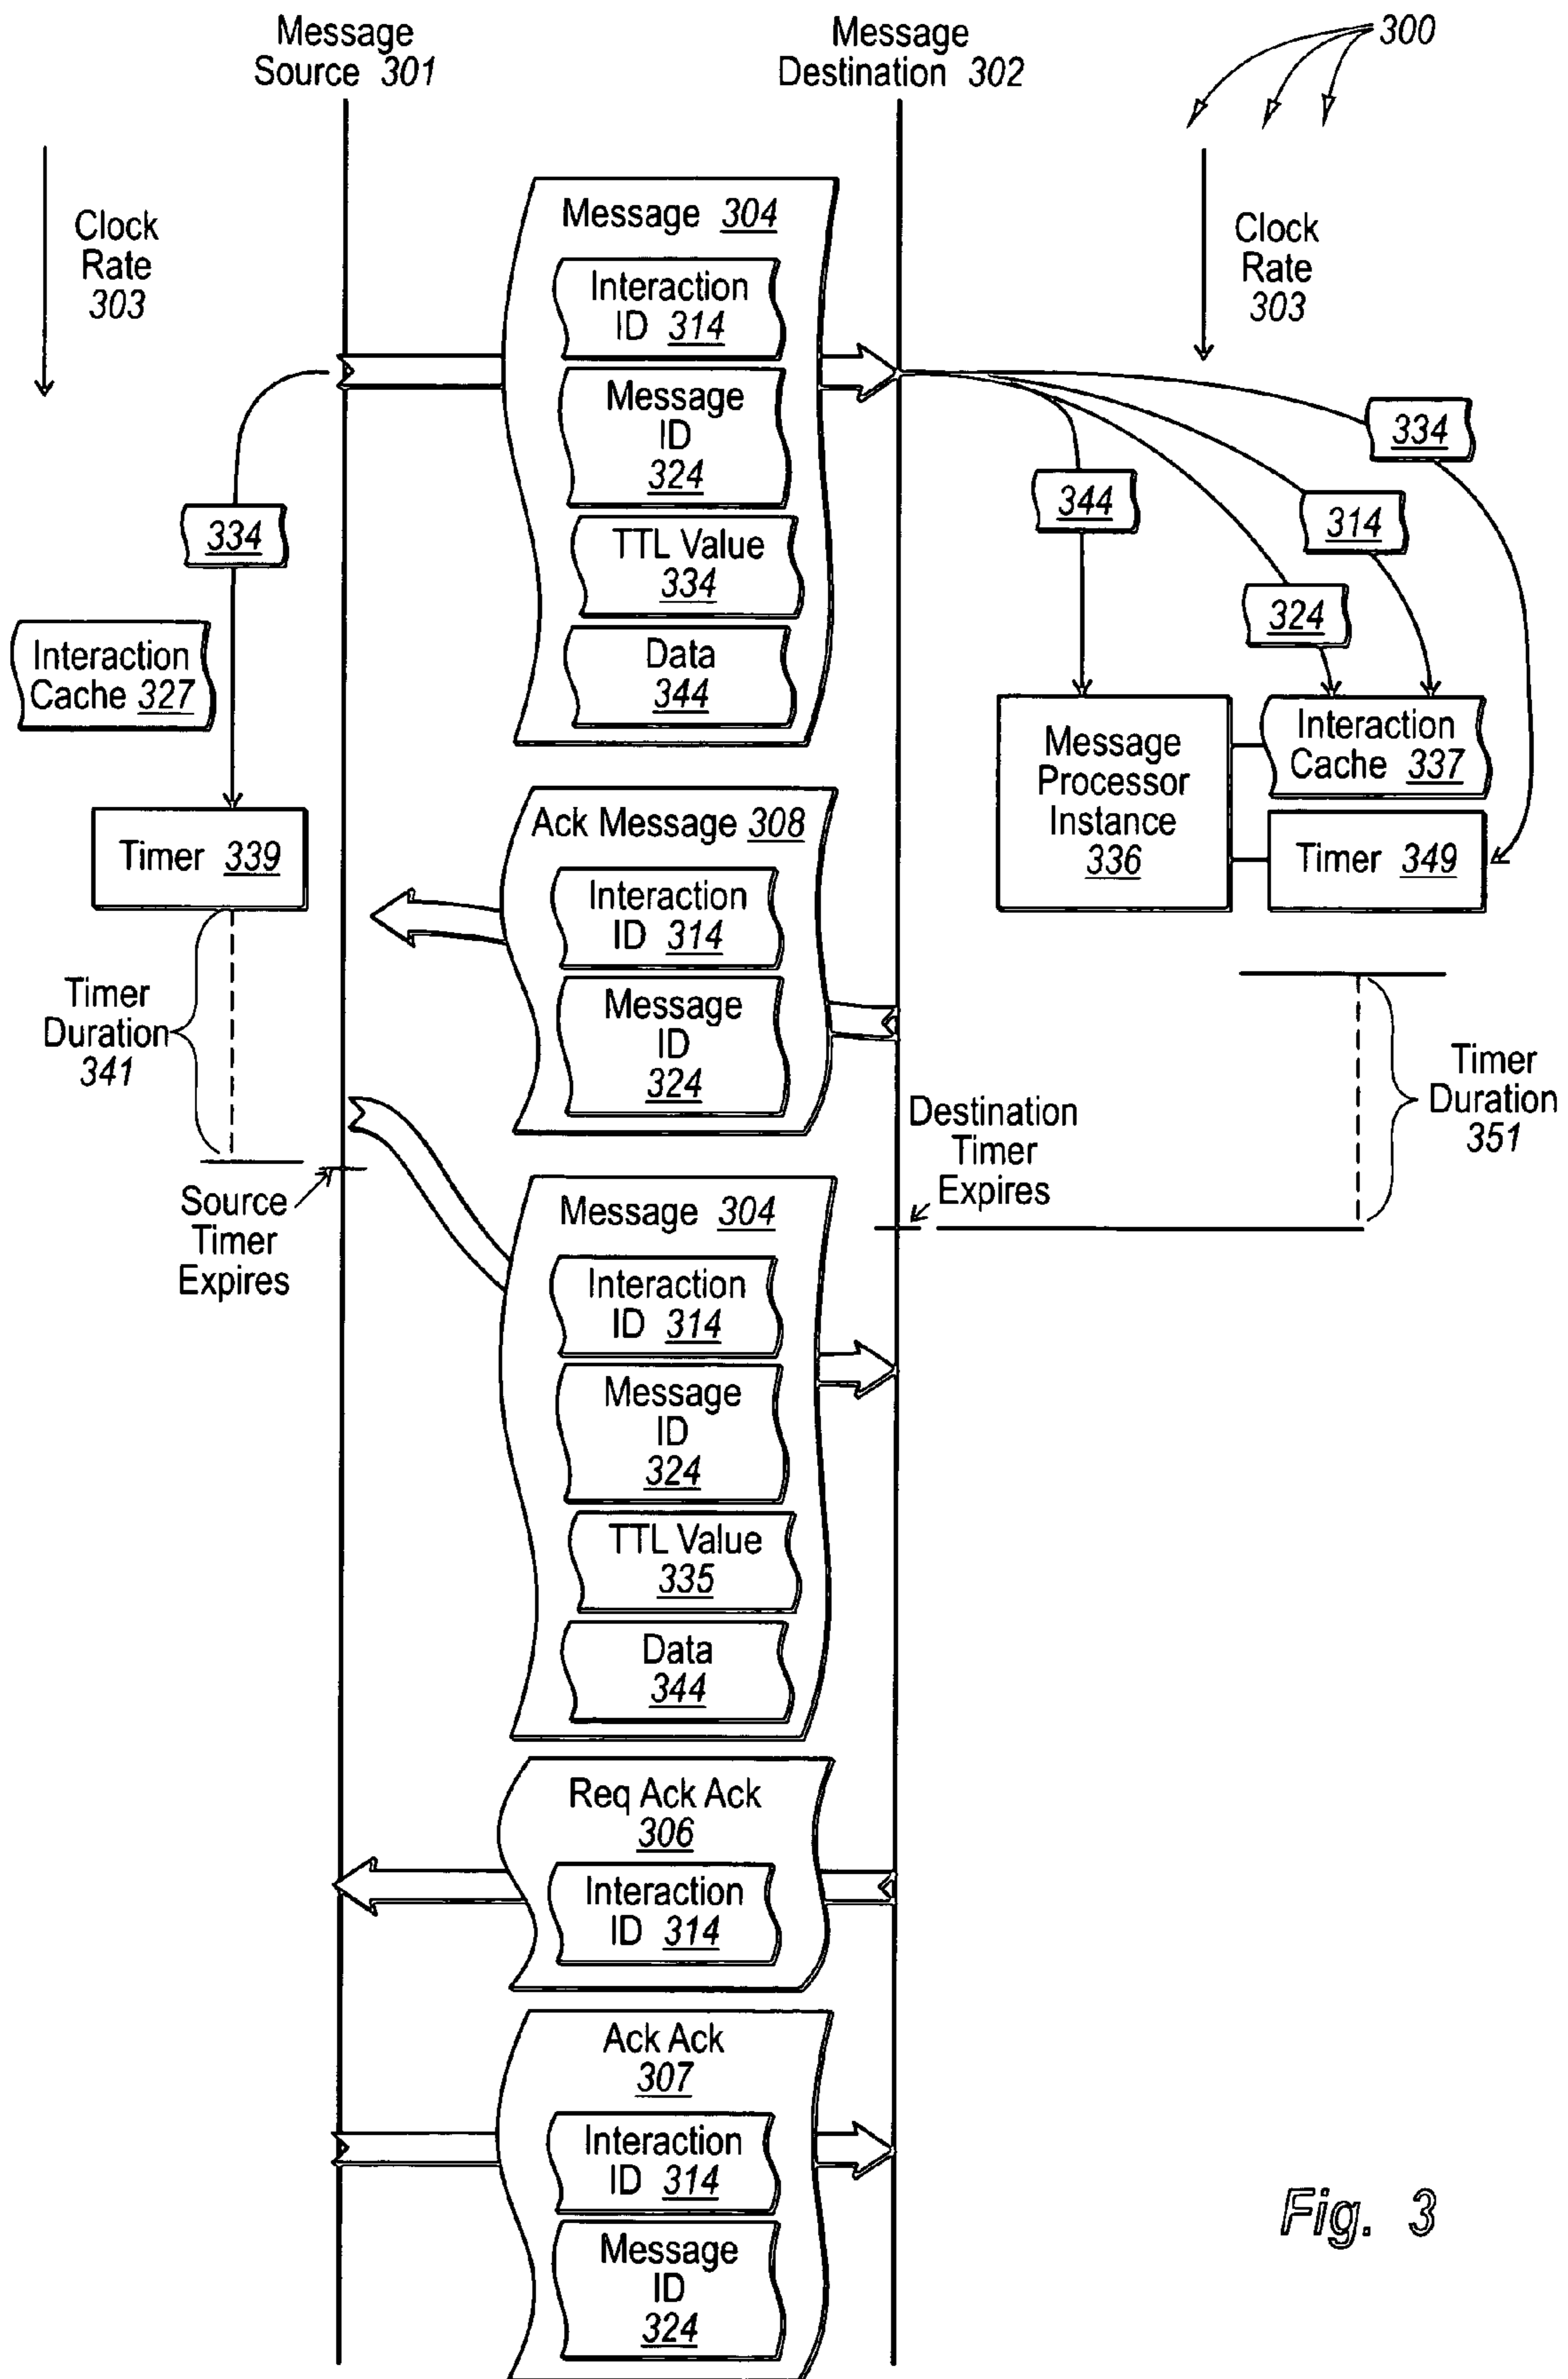 Message
Source 301
Message
Destination 302
300
Clock
Rate
303
Clock
Rate
303
Message 304
Interaction
ID 314
Message
ID
324
TTL Value
334
Data
344
334
334
344
314
324
Interaction
Cache 327
Timer 339
Message
Processor
Instance
336
Interaction
Cache 337
Timer 349
Ack Message 308
Interaction
ID 314
Message
ID
324
Timer
Duration
341
Timer
Duration
351
Destination
Timer
Expires
Source
Timer
Expires
Message 304
Interaction
ID 314
Message
ID
324
TTL Value
335
Data
344
Req Ack Ack
306
Interaction
ID 314
Ack Ack
307
Interaction
ID 314
Message
ID
324
Fig. 3